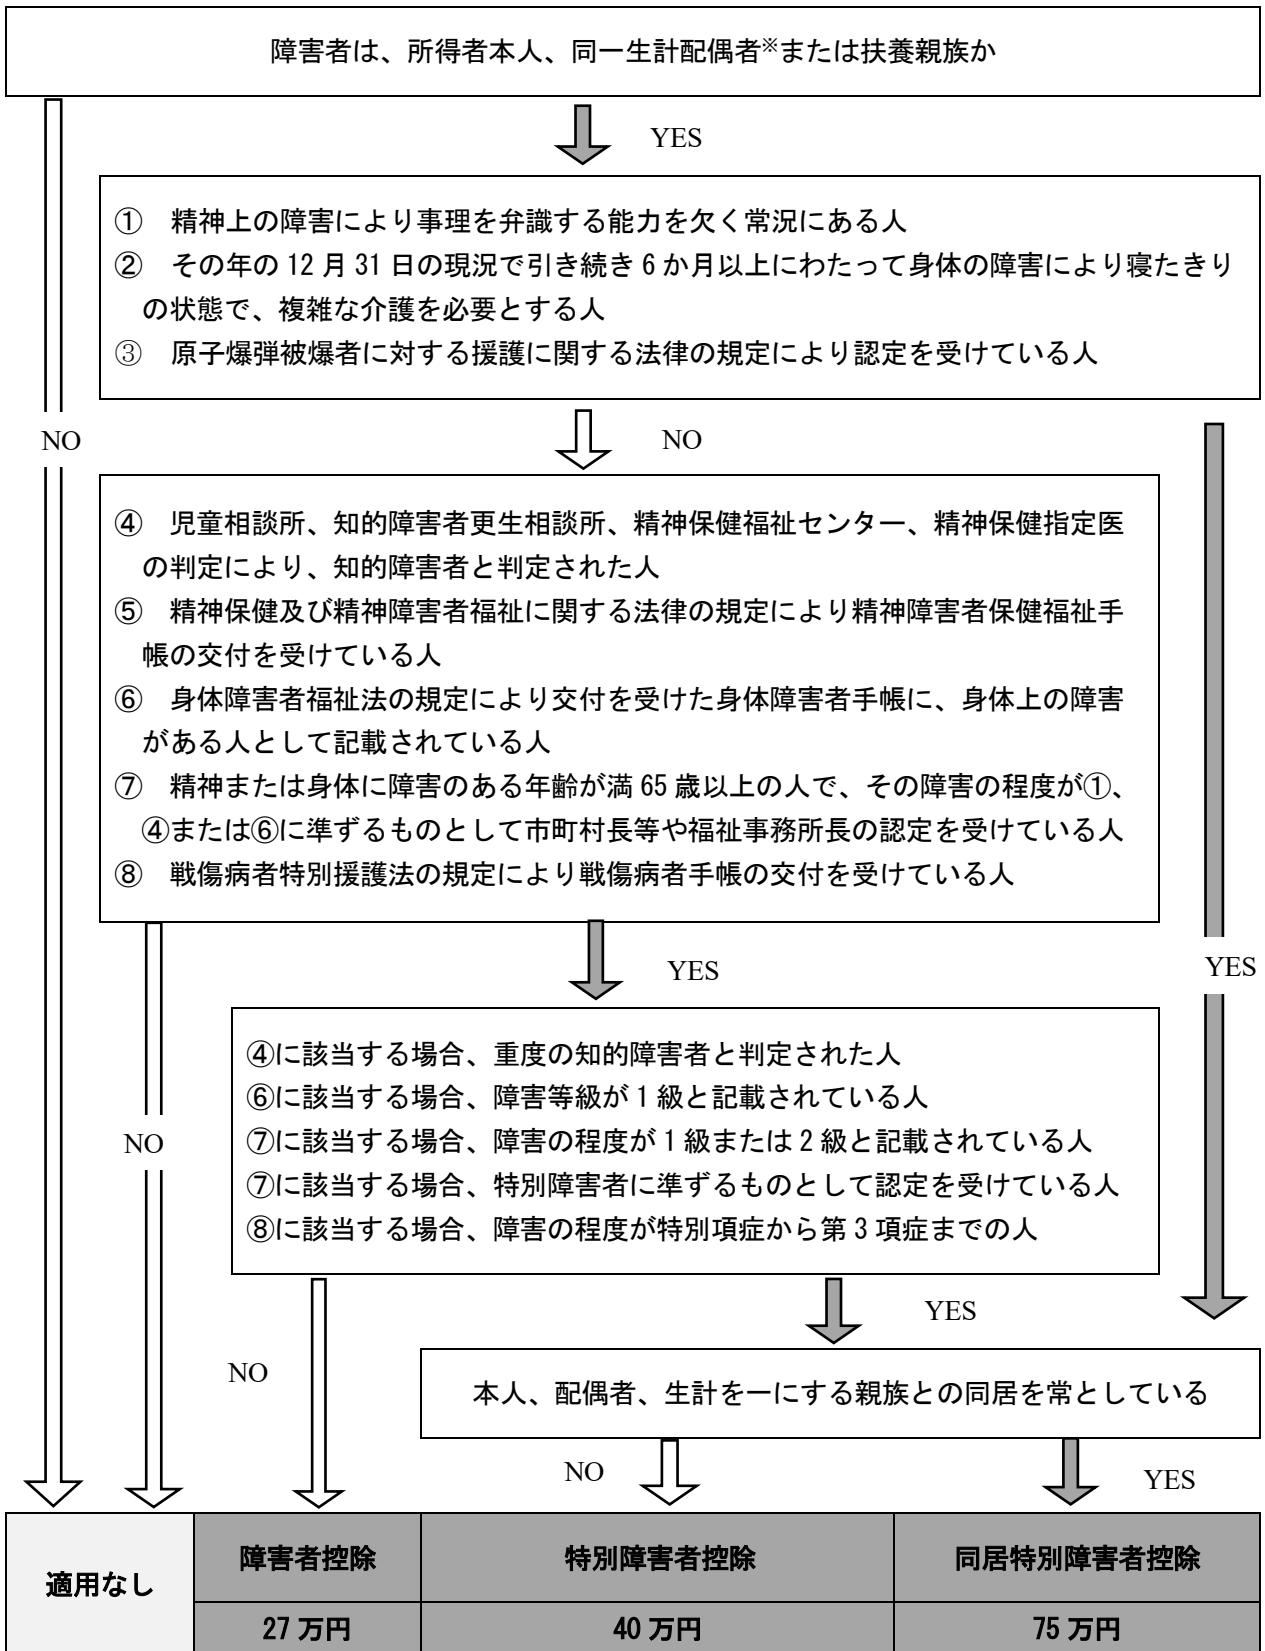 障害者は、所得者本人、同一生計配偶者※または扶養親族か
YES
① 精神上の障害により事理を弁識する能力を欠く常況にある人
② その年の 12 月 31 日の現況で引き続き 6 か月以上にわたって身体の障害により寝たきり
の状態で、複雑な介護を必要とする人
③ 原子爆弾被爆者に対する援護に関する法律の規定により認定を受けている人
NO
NO
④ 児童相談所、知的障害者更生相談所、精神保健福祉センター、精神保健指定医
の判定により、知的障害者と判定された人
⑤ 精神保健及び精神障害者福祉に関する法律の規定により精神障害者保健福祉手
帳の交付を受けている人
⑥ 身体障害者福祉法の規定により交付を受けた身体障害者手帳に、身体上の障害
がある人として記載されている人
⑦ 精神または身体に障害のある年齢が満 65 歳以上の人で、その障害の程度が①、
④または⑥に準ずるものとして市町村長等や福祉事務所長の認定を受けている人
⑧ 戦傷病者特別援護法の規定により戦傷病者手帳の交付を受けている人
YES
YES
④に該当する場合、重度の知的障害者と判定された人
⑥に該当する場合、障害等級が 1 級と記載されている人
⑦に該当する場合、障害の程度が 1 級または 2 級と記載されている人
⑦に該当する場合、特別障害者に準ずるものとして認定を受けている人
⑧に該当する場合、障害の程度が特別項症から第 3 項症までの人
NO
YES
NO
本人、配偶者、生計を一にする親族との同居を常としている
NO
YES
適用なし
障害者控除
特別障害者控除
同居特別障害者控除
27 万円
40 万円
75 万円